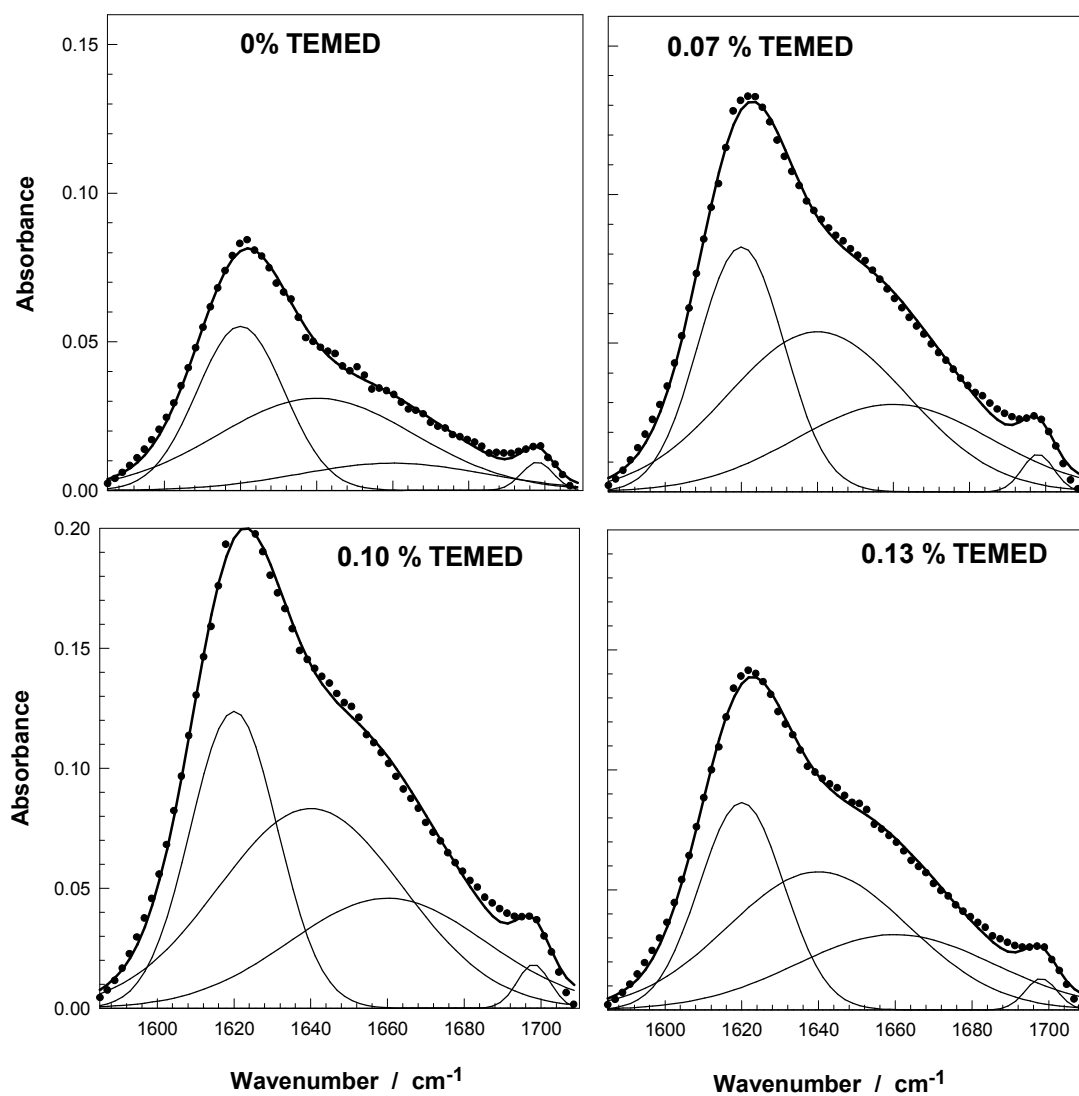 0% TEMED
0.07 % TEMED
0.15
0.10
0.05
0.00
Absorbance
0.10 % TEMED
0.13 % TEMED
0.20
0.15
0.10
0.05
0.00
Absorbance
1600 1620 1640 1660 1680 1700
1600 1620 1640 1660 1680 1700
Wavenumber / cm-1
Wavenumber / cm-1